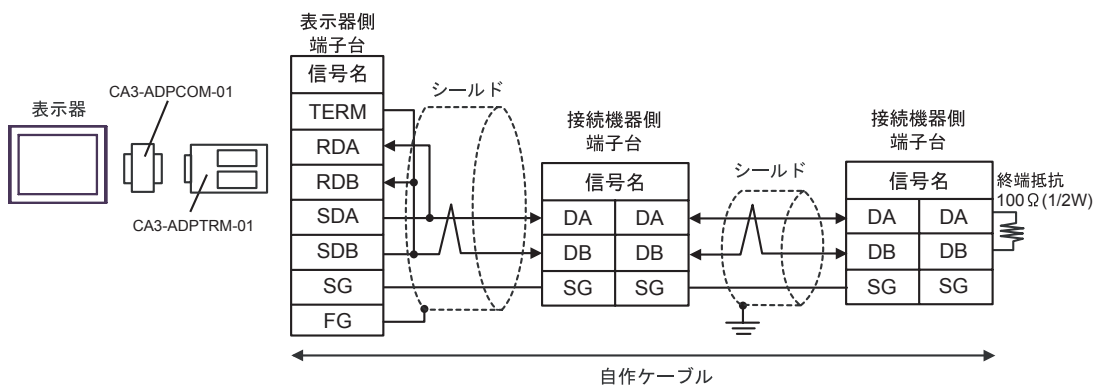 表示器
CA3-ADPCOM-01
CA3-ADPTRM-01
表示器側
端子台
信号名
TERM
RDA
RDB
SDA
SDB
SG
FG
シールド
接続機器側
端子台
信号名
DA DA
DB DB
SG SG
シールド
接続機器側
端子台
信号名
DA DA
DB DB
SG SG
終端抵抗
100Ω(1/2W)
自作ケーブル